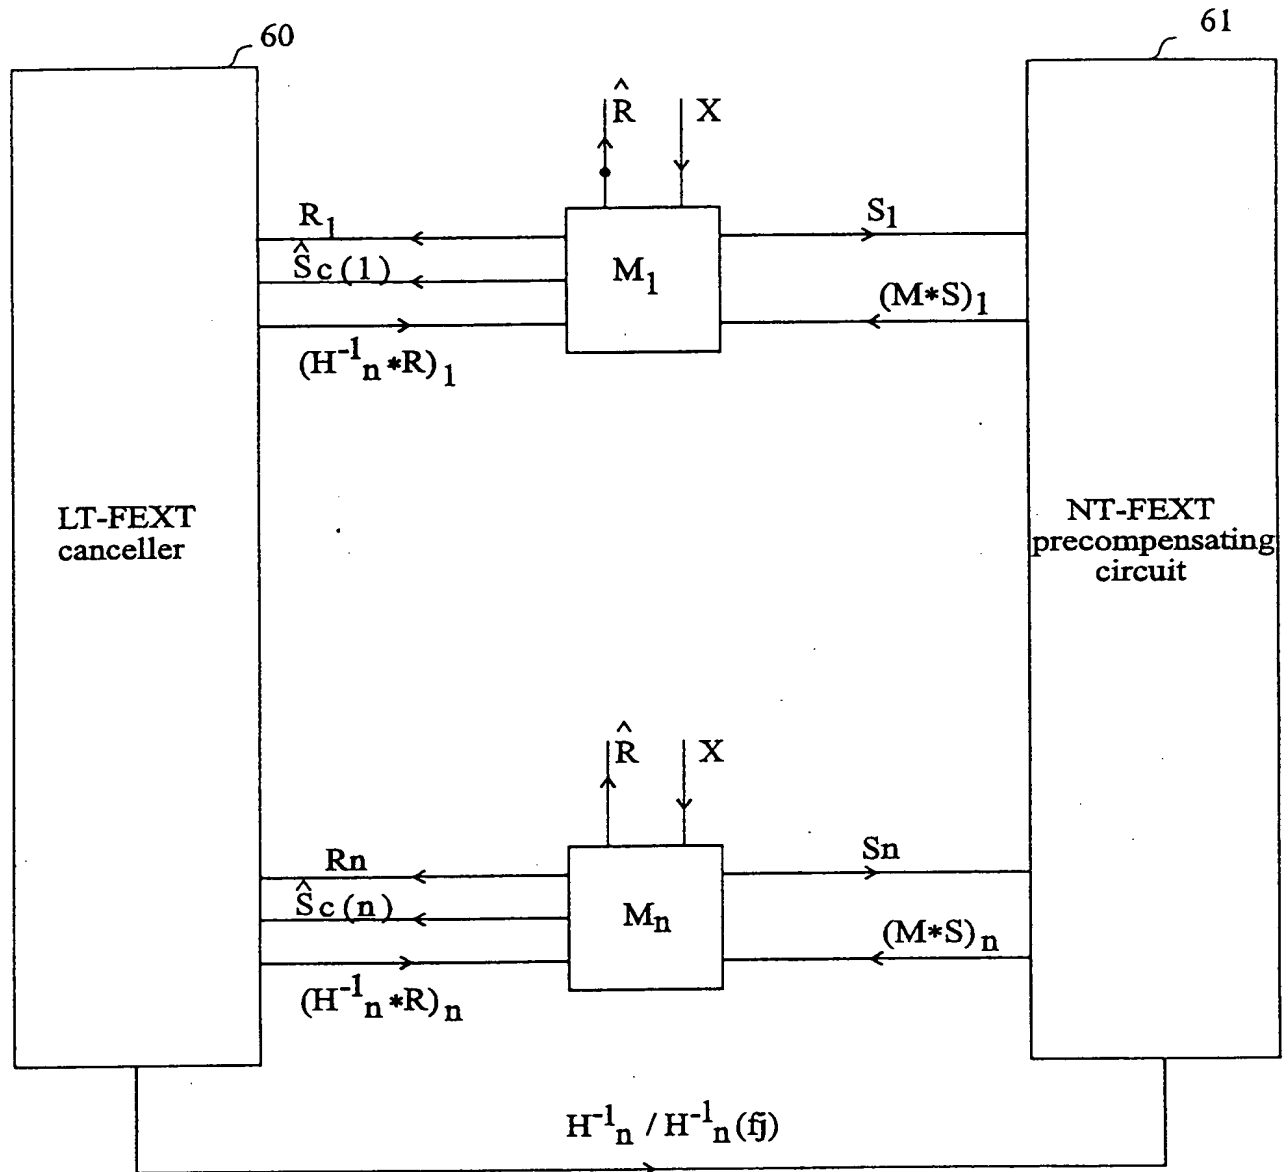 60
61
R̂ X
R₁ S₁
Ŝc(1) M₁ (M*S)₁
(H⁻¹ₙ*R)₁
LT-FEXT
canceller
NT-FEXT
precompensating
circuit
R̂ X
Rn Sn
Ŝc(n) Mₙ (M*S)ₙ
(H⁻¹ₙ*R)ₙ
H⁻¹ₙ / H⁻¹ₙ(fj)